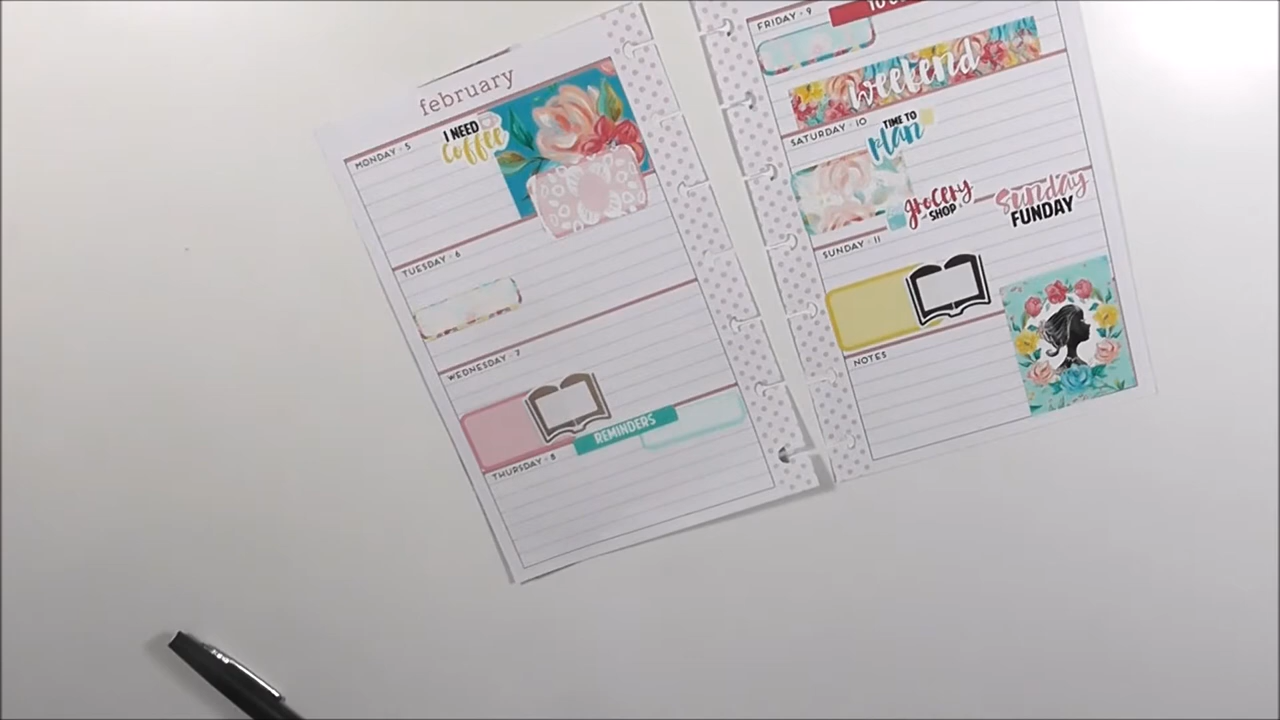 february
MONDAY · 5
I NEED
coffee
TUESDAY · 6
WEDNESDAY · 7
REMINDERS
THURSDAY · 8
FRIDAY · 9
TO
weekend
SATURDAY · 10
TIME TO
plan
grocery
SHOP
Sunday
FUNDAY
SUNDAY · 11
NOTES